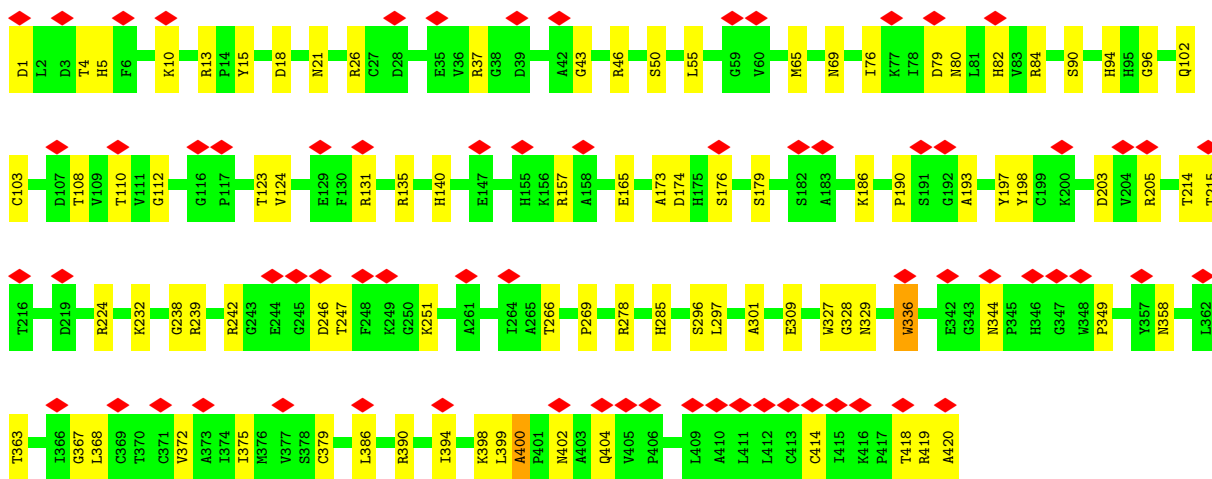 D1 L2 D3 T4 H5 F6 K10 R13 P14 Y15 D18 N21 R26 C27 D28 E35 V36 R37 G38 D39 A42 G43 R46 S50 L55 G59 V60 M65 N69 I76 K77 I78 D79 N80 L81 H82 V83 R84 S90 H94 H95 G96 Q102
C103 D107 T108 V109 T110 V111 G112 G116 P117 T123 V124 E129 F130 R131 R135 H140 E147 H155 K156 R157 A158 E165 A173 D174 H175 S176 S179 S182 A183 K186 P190 S191 G192 A193 Y197 Y198 C199 K200 D203 V204 R205 T214 T215
T216 D219 R224 K232 G238 R239 R242 G243 E244 G245 D246 T247 F248 K249 G250 K251 A261 I264 A265 T266 P269 R278 H285 S296 L297 A301 E309 W327 G328 N329 W336 E342 G343 N344 P345 H346 G347 W348 P349 Y357 N358 L362
T363 I366 G367 L368 C369 T370 C371 V372 A373 I374 I375 M376 V377 S378 C379 L386 R390 I394 K398 L399 A400 P401 N402 A403 Q404 V405 P406 L409 A410 L411 L412 C413 C414 I415 K416 P417 T418 R419 A420